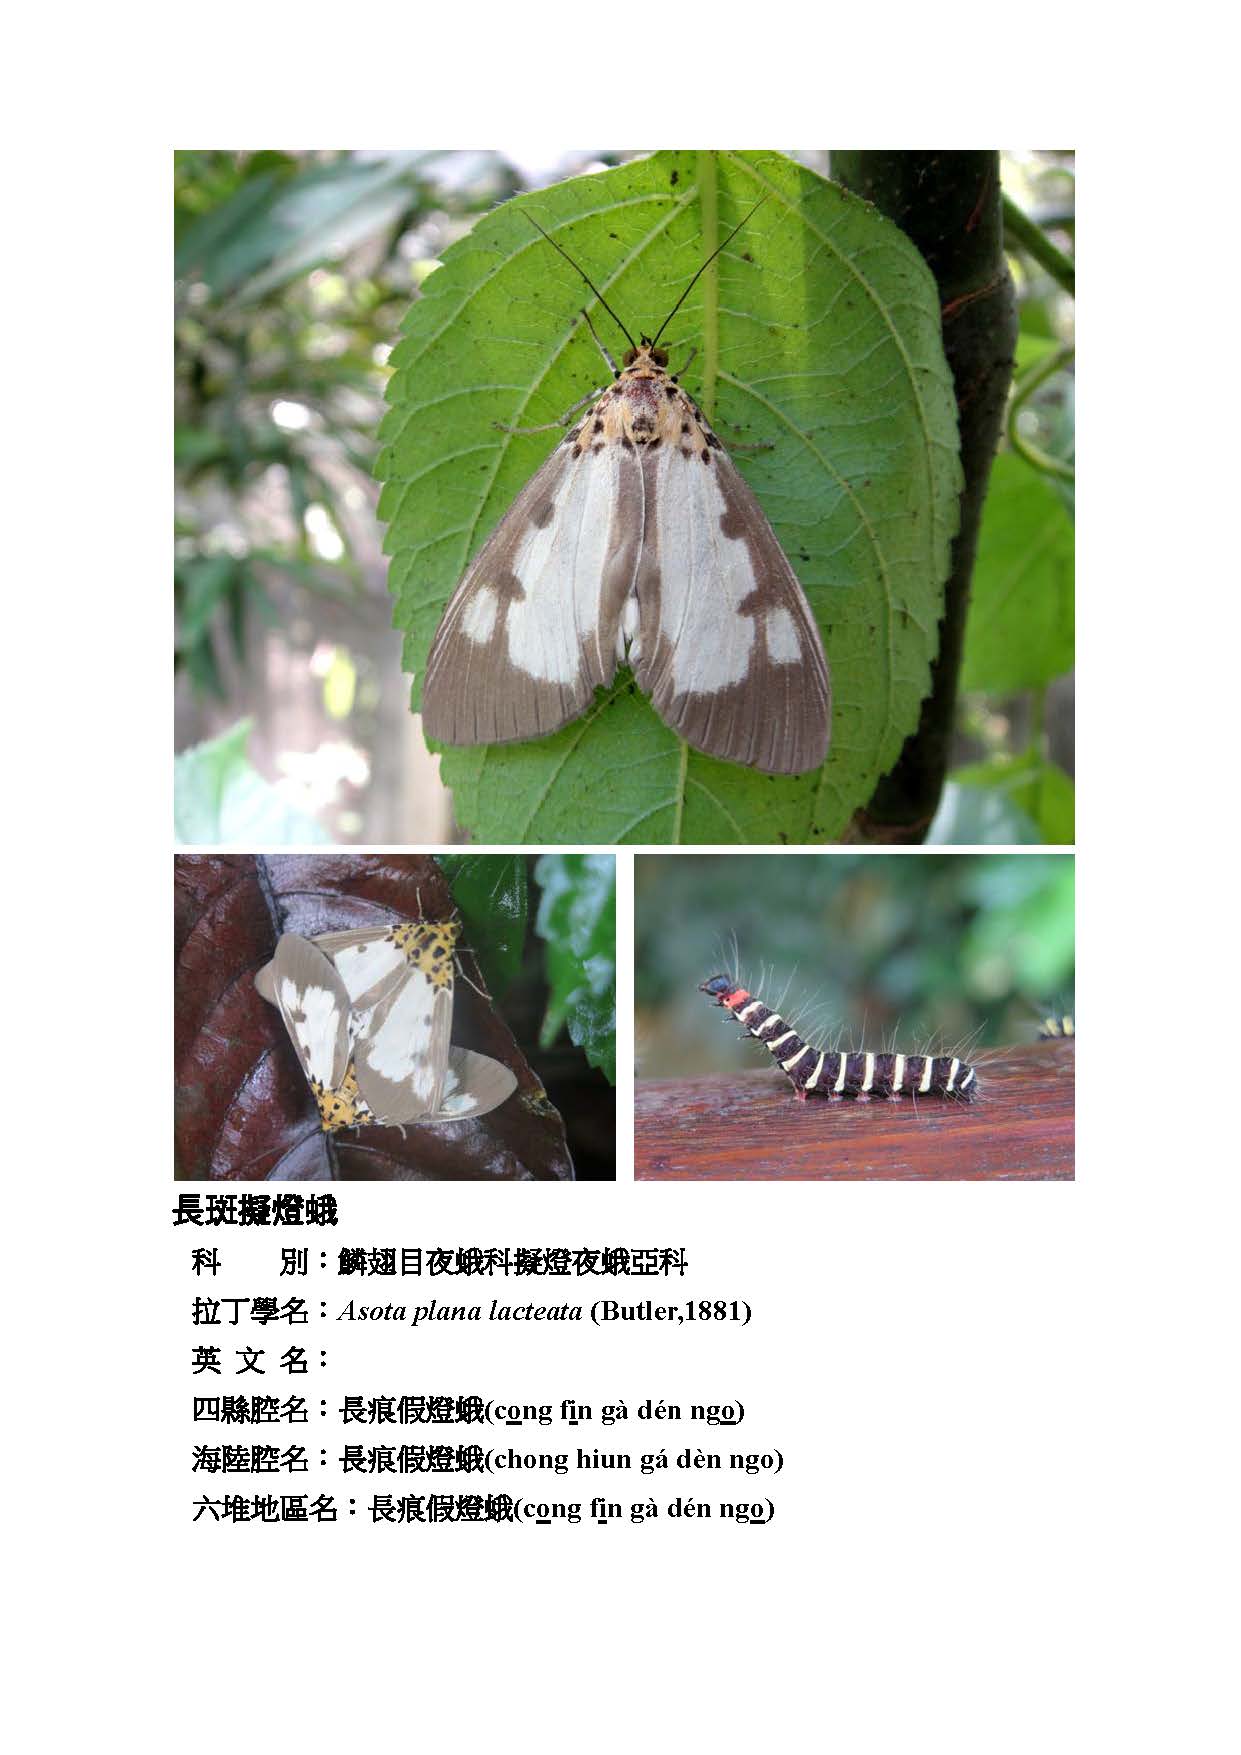 長斑擬燈蛾
科　　別：鱗翅目夜蛾科擬燈夜蛾亞科
拉丁學名：Asota plana lacteata (Butler,1881)
英 文 名：
四縣腔名：長痕假燈蛾(cong fin gà dén ngo)
海陸腔名：長痕假燈蛾(chong hiun gá dèn ngo)
六堆地區名：長痕假燈蛾(cong fin gà dén ngo)